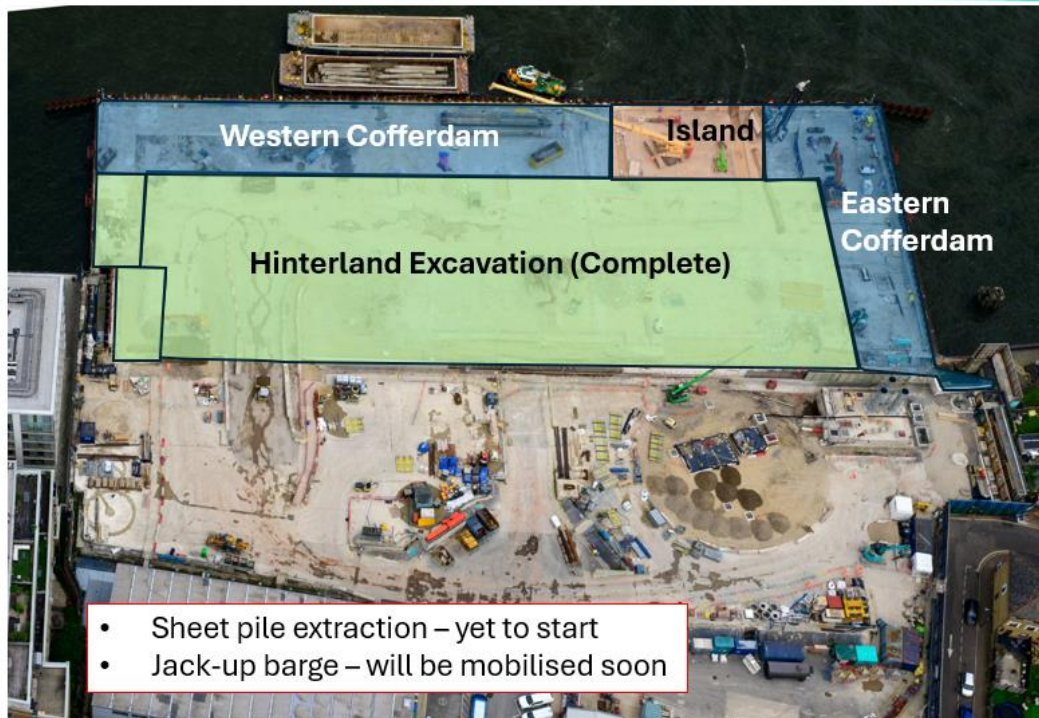 Western Cofferdam
Island
Eastern
Cofferdam
Hinterland Excavation (Complete)
• Sheet pile extraction – yet to start
• Jack-up barge – will be mobilised soon